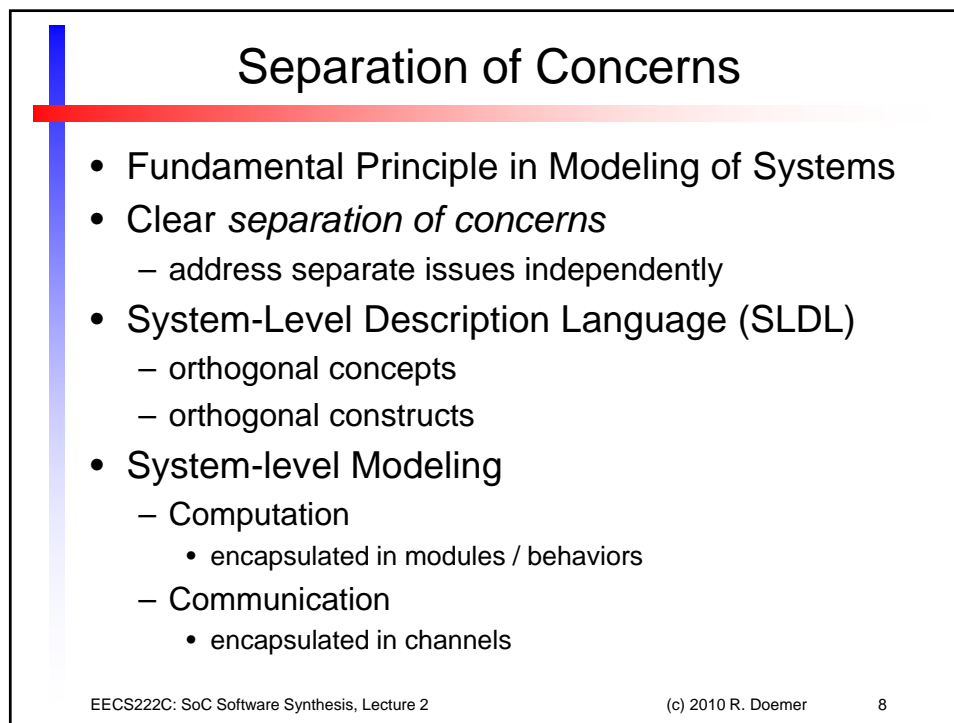 Separation of Concerns
• Fundamental Principle in Modeling of Systems
• Clear separation of concerns
– address separate issues independently
• System-Level Description Language (SLDL)
– orthogonal concepts
– orthogonal constructs
• System-level Modeling
– Computation
• encapsulated in modules / behaviors
– Communication
• encapsulated in channels
EECS222C: SoC Software Synthesis, Lecture 2 (c) 2010 R. Doemer 8